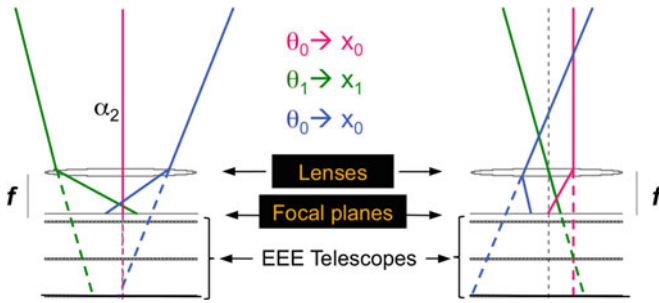 θ₀→ x₀
θ₁→ x₁
α₂
θ₀→ x₀
Lenses
f
f
Focal planes
EEE Telescopes